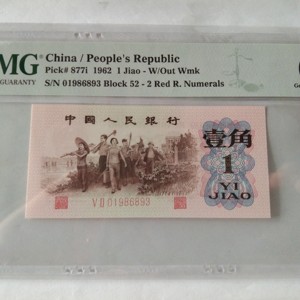 MG China / People's Republic
GUARANTY Pick# 877i 1962 1 Jiao - W/Out Wmk
S/N 01986893 Block 52 - 2 Red R. Numerals
中国人民银行
壹角
1
YI
JIAO
V II 01986893